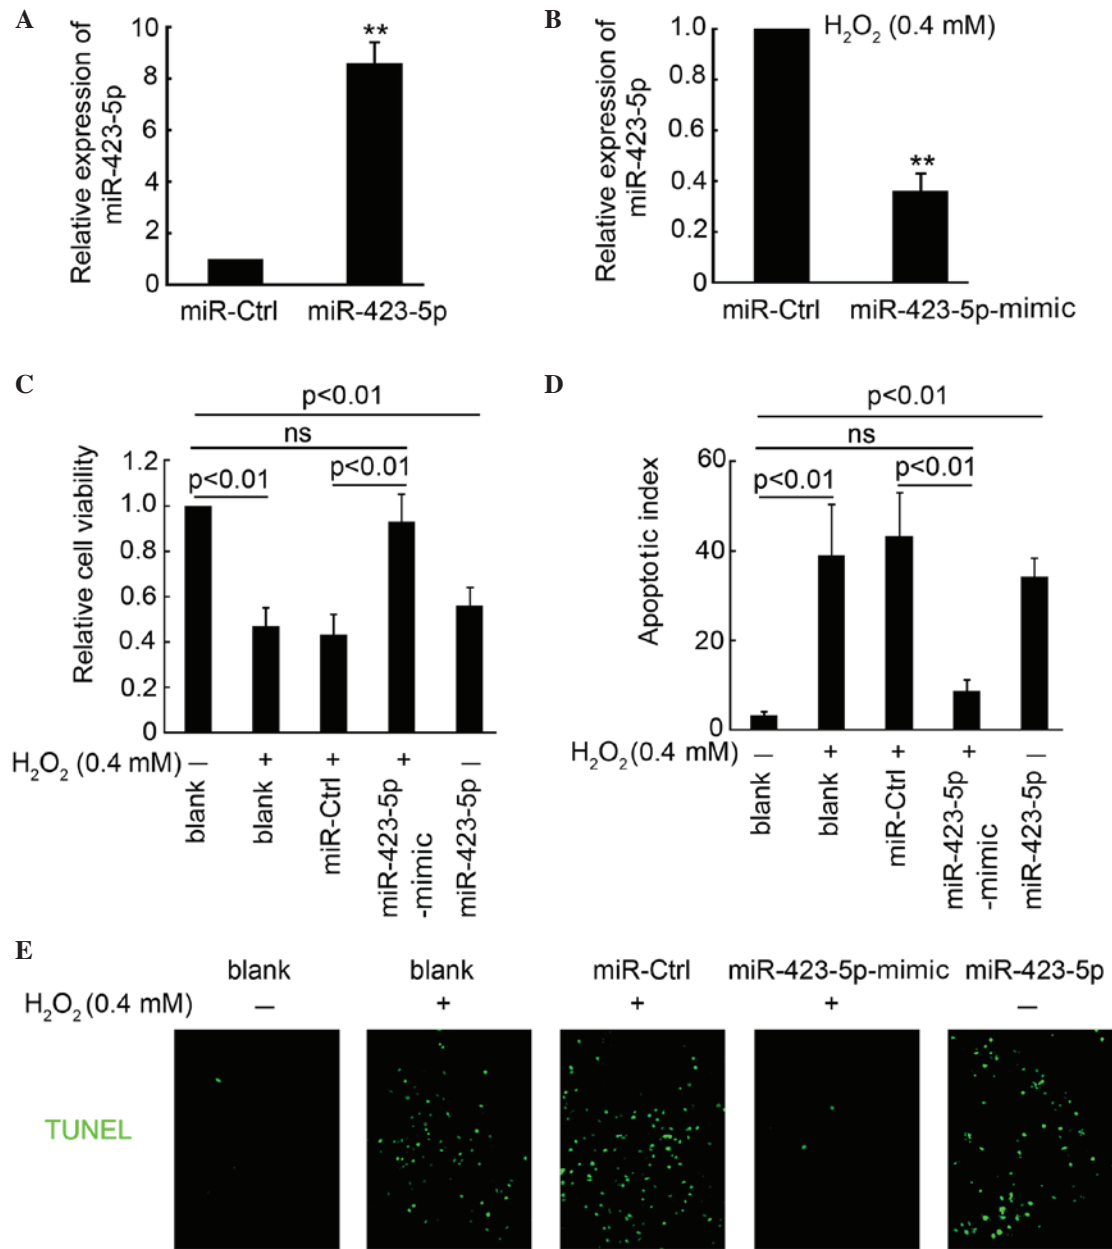 A
Relative expression of
miR-423-5p
10
8
6
4
2
0
**
miR-Ctrl
miR-423-5p
B
Relative expression of
miR-423-5p
1.0
0.8
0.6
0.4
0.2
0
H₂O₂ (0.4 mM)
**
miR-Ctrl
miR-423-5p-mimic
C
p<0.01
ns
p<0.01
p<0.01
Relative cell viability
1.2
1.0
0.8
0.6
0.4
0.2
0
H₂O₂ (0.4 mM) — + + + —
blank
blank
miR-Ctrl
miR-423-5p
-mimic
miR-423-5p
D
p<0.01
ns
p<0.01
p<0.01
Apoptotic index
60
40
20
0
H₂O₂ (0.4 mM) — + + + —
blank
blank
miR-Ctrl
miR-423-5p
-mimic
miR-423-5p
E
blank blank miR-Ctrl miR-423-5p-mimic miR-423-5p
H₂O₂ (0.4 mM) — + + + —
TUNEL